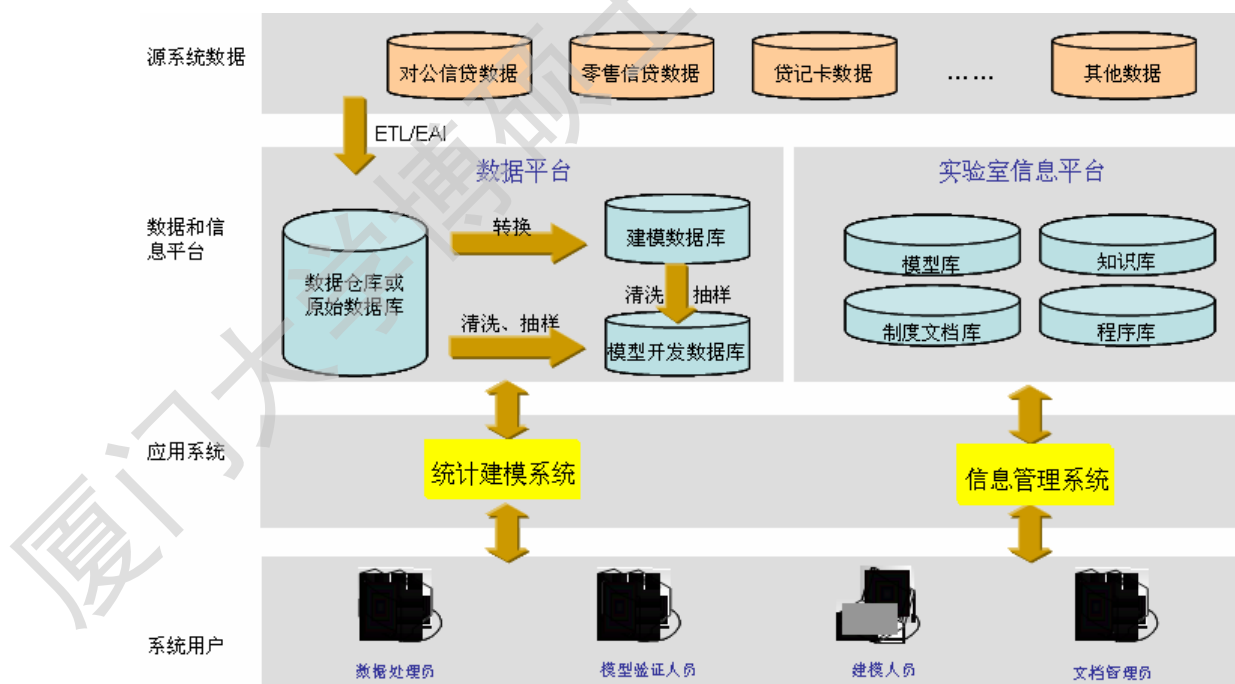 源系统数据
对公信贷数据
零售信贷数据
贷记卡数据
……
其他数据
ETL/EAI
数据平台
实验室信息平台
数据和信
息平台
数据仓库或
原始数据库
转换
建模数据库
清洗 抽样
清洗、抽样
模型开发数据库
模型库
知识库
制度文档库
程序库
应用系统
统计建模系统
信息管理系统
系统用户
数据处理员
模型验证人员
建模人员
文档管理员
厦门大学博硕士